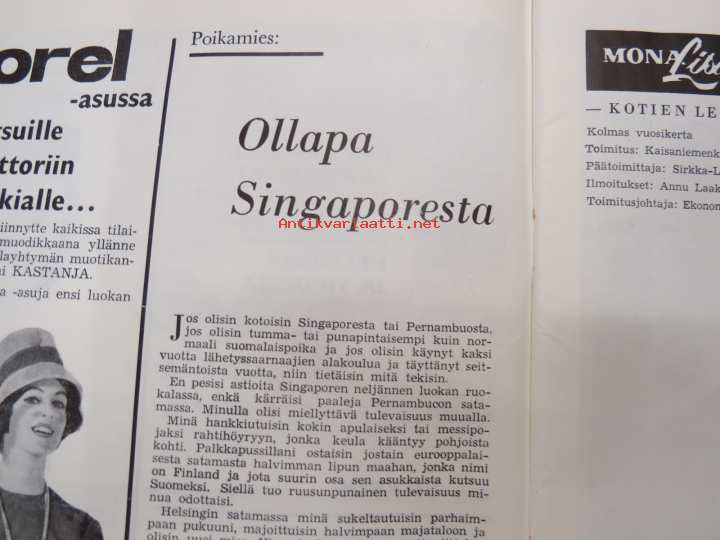 orel
-asussa
rsuille
ttoriin
kialle...
iinnytte kaikissa tilai
muodikkaana yllänne
layhtymän muotikan-
i KASTANJA.
a -asuja ensi luokan
Poikamies:
Ollapa
Singaporesta
Antikvariaatti.net
Jos olisin kotoisin Singaporesta tai Pernambuosta,
jos olisin tumma- tai punapintaisempi kuin nor-
maali suomalaispoika ja jos olisin käynyt kaksi
vuotta lähetyssaarnaajien alakoulua ja täyttänyt seit-
semäntoista vuotta, niin tietäisin mitä tekisin.
En pesisi astioita Singaporen neljännen luokan ruo-
kalassa, enkä kärräisi paaleja Pernambucon sata-
massa. Minulla olisi miellyttävä tulevaisuus muualla.
Minä hankkiutuisin kokin apulaiseksi tai messipo-
jaksi rahtihöyryyn, jonka keula kääntyy pohjoista
kohti. Palkkapussillani ostaisin jostain eurooppalai-
sesta satamasta halvimman lipun maahan, jonka nimi
on Finland ja jota suurin osa sen asukkaista kutsuu
Suomeksi. Siellä tuo ruusunpunainen tulevaisuus mi-
nua odottaisi.
Helsingin satamassa minä sukeltautuisin parhaim-
paan pukuuni, majoittuisin halvimpaan majataloon ja
MONA Lisa
— KOTIEN LE
Kolmas vuosikerta
Toimitus: Kaisaniemenk
Päätoimittaja: Sirkka-L
Ilmoitukset: Annu Laak
Toimitusjohtaja: Ekonon